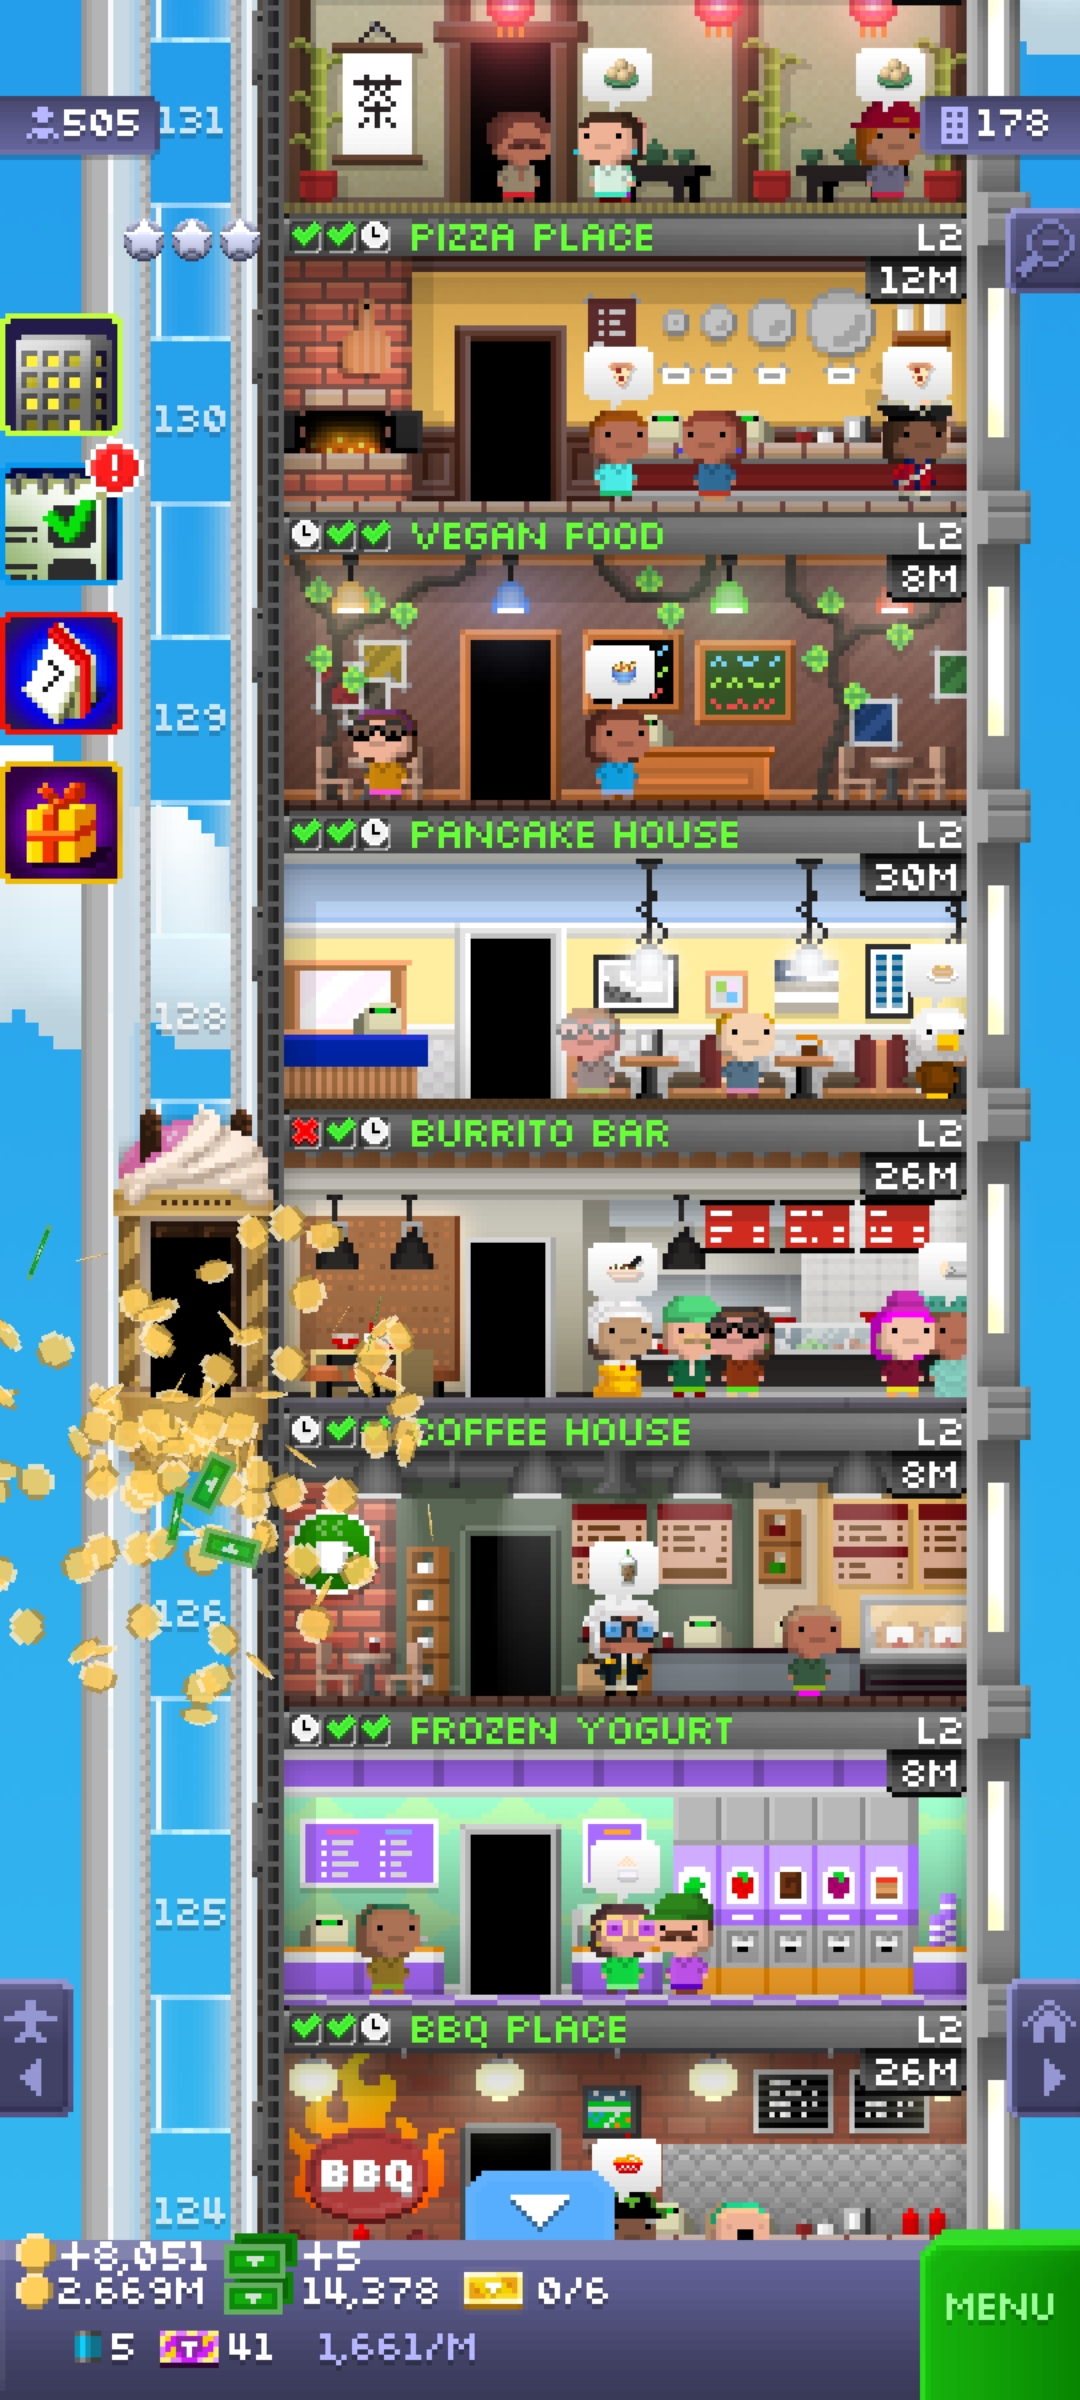 茶
505
131
178
PIZZA PLACE L2
12M
130
VEGAN FOOD L2
8M
129
PANCAKE HOUSE L2
30M
128
BURRITO BAR L2
26M
COFFEE HOUSE L2
8M
126
FROZEN YOGURT L2
8M
125
BBQ PLACE L2
26M
BBQ
124
+8,051 +5
2.669M 14,378 0/6
MENU
5 T 41 1,661/M